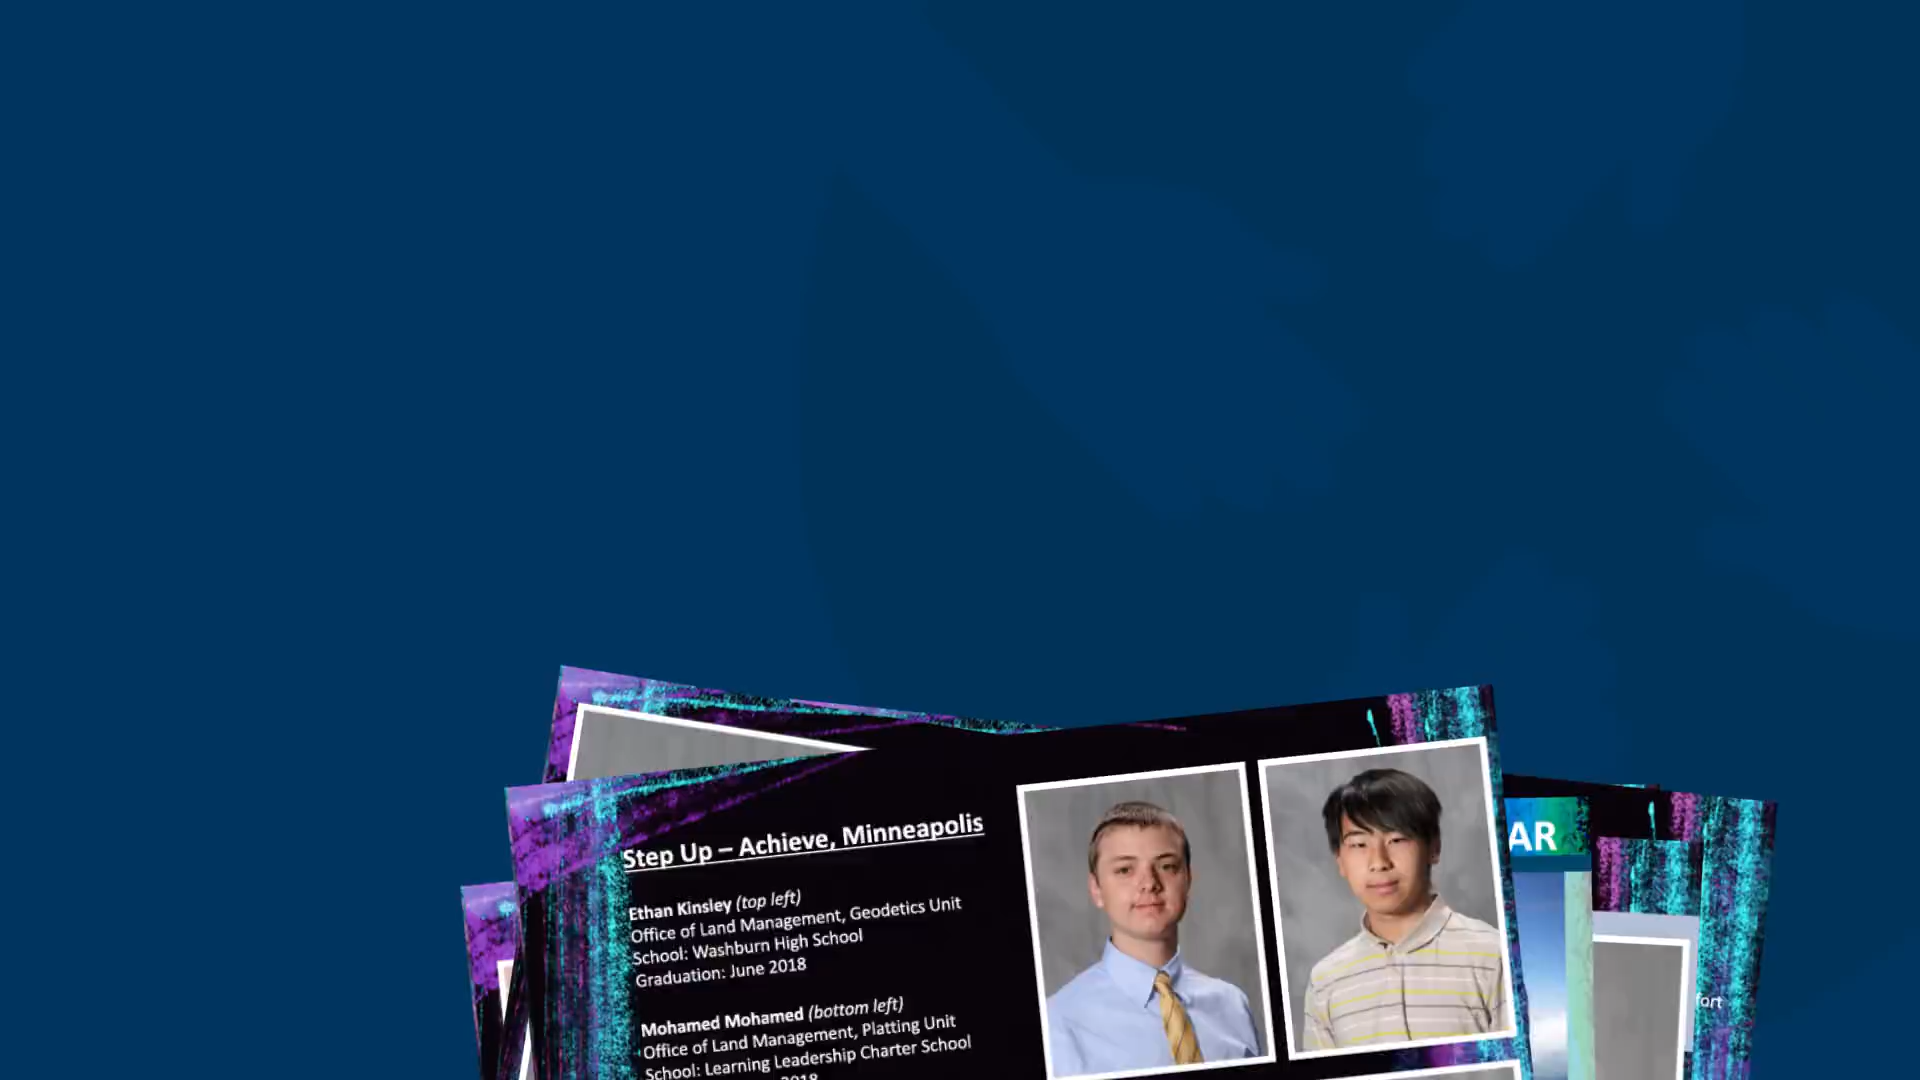 Step Up – Achieve, Minneapolis
Ethan Kinsley (top left)
Office of Land Management, Geodetics Unit
School: Washburn High School
Graduation: June 2018
Mohamed Mohamed (bottom left)
Office of Land Management, Platting Unit
School: Learning Leadership Charter School
2018
AR
fort